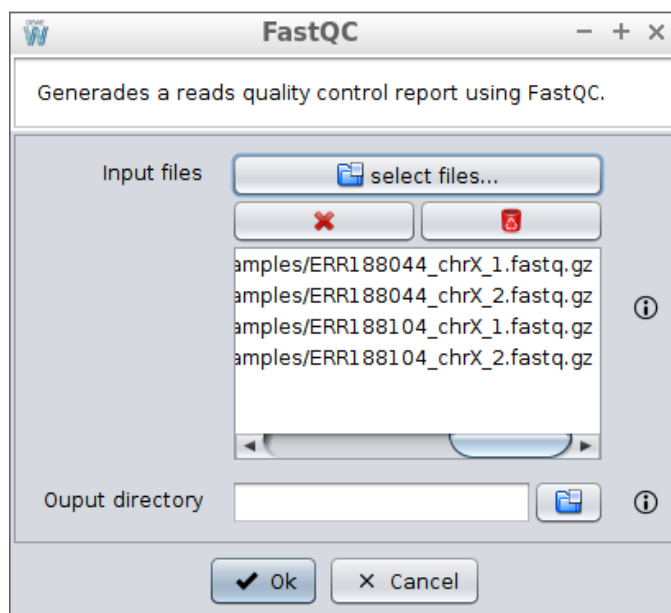 FastQC
Generades a reads quality control report using FastQC.
Input files
select files...
amples/ERR188044_chrX_1.fastq.gz
amples/ERR188044_chrX_2.fastq.gz
amples/ERR188104_chrX_1.fastq.gz
amples/ERR188104_chrX_2.fastq.gz
Ouput directory
Ok
Cancel